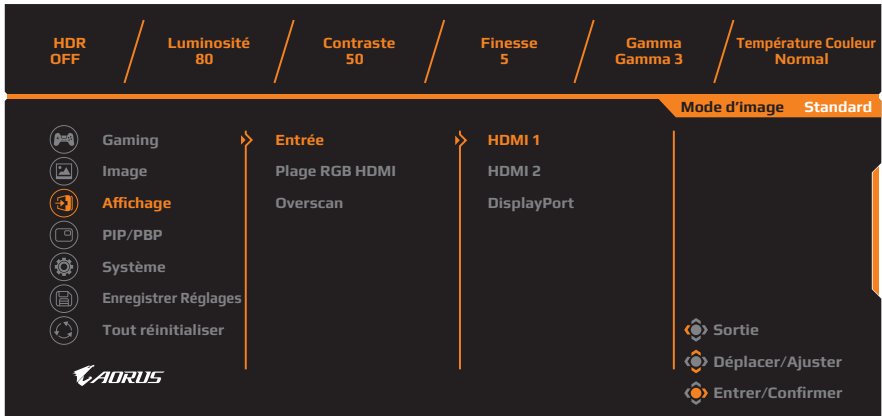 HDR
OFF
Luminosité
80
Contraste
50
Finesse
5
Gamma
Gamma 3
Température Couleur
Normal
Mode d’image Standard
Gaming
Image
Affichage
PIP/PBP
Système
Enregistrer Réglages
Tout réinitialiser
Entrée
Plage RGB HDMI
Overscan
HDMI 1
HDMI 2
DisplayPort
Sortie
Déplacer/Ajuster
Entrer/Confirmer
AORUS